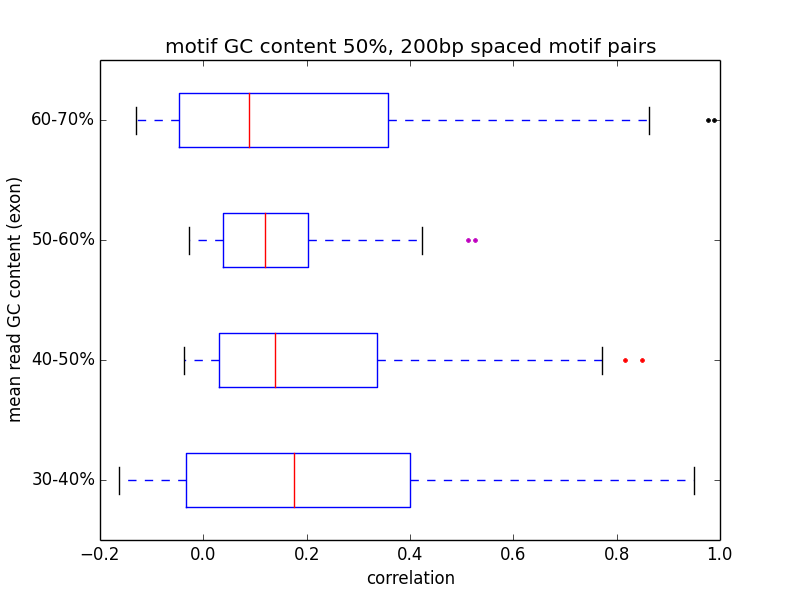 motif GC content 50%, 200bp spaced motif pairs
60-70%
50-60%
40-50%
30-40%
mean read GC content (exon)
−0.2 0.0 0.2 0.4 0.6 0.8 1.0
correlation